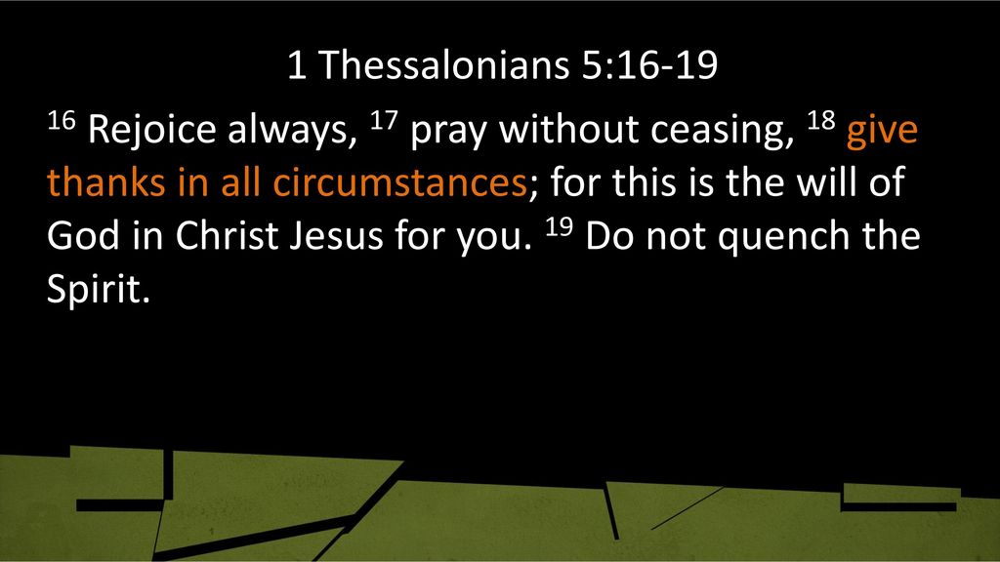 1 Thessalonians 5:16-19
16 Rejoice always, 17 pray without ceasing, 18 give
thanks in all circumstances; for this is the will of
God in Christ Jesus for you. 19 Do not quench the
Spirit.